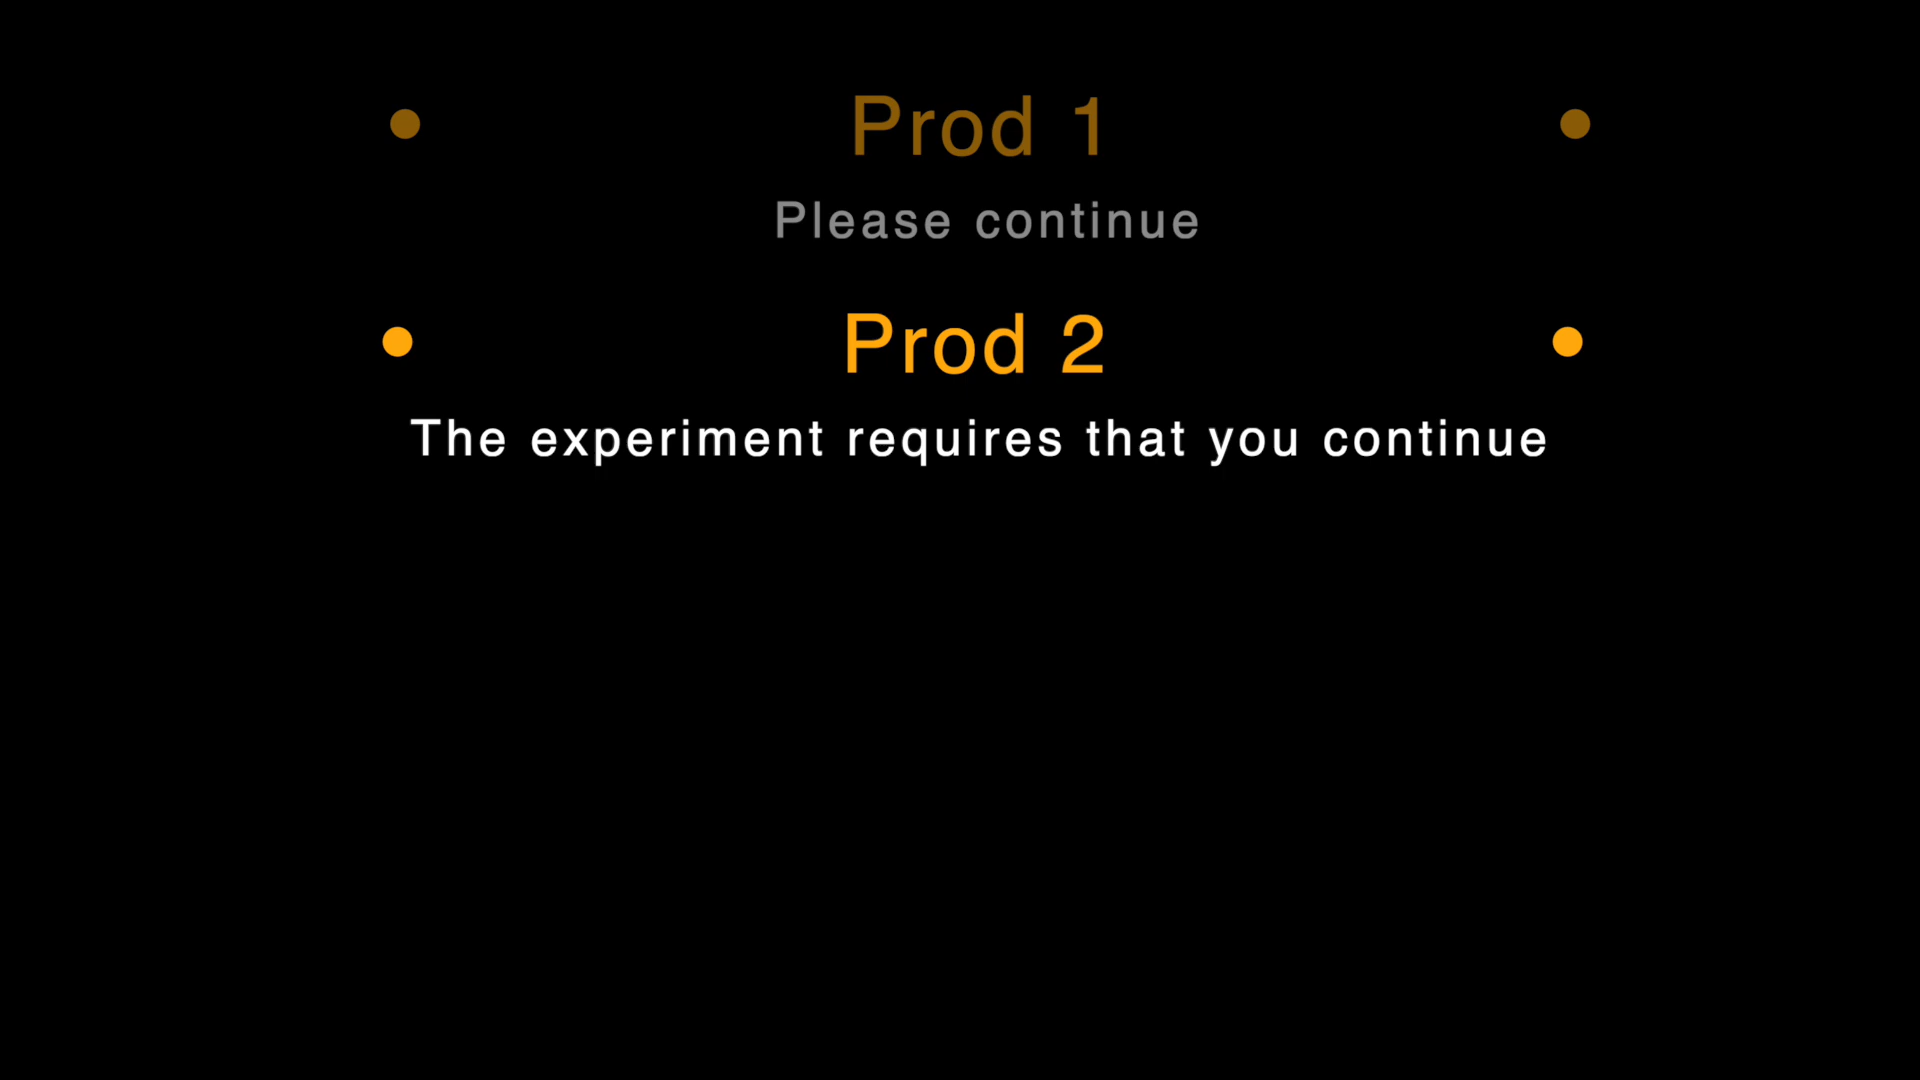 Prod 1
Please continue
Prod 2
The experiment requires that you continue